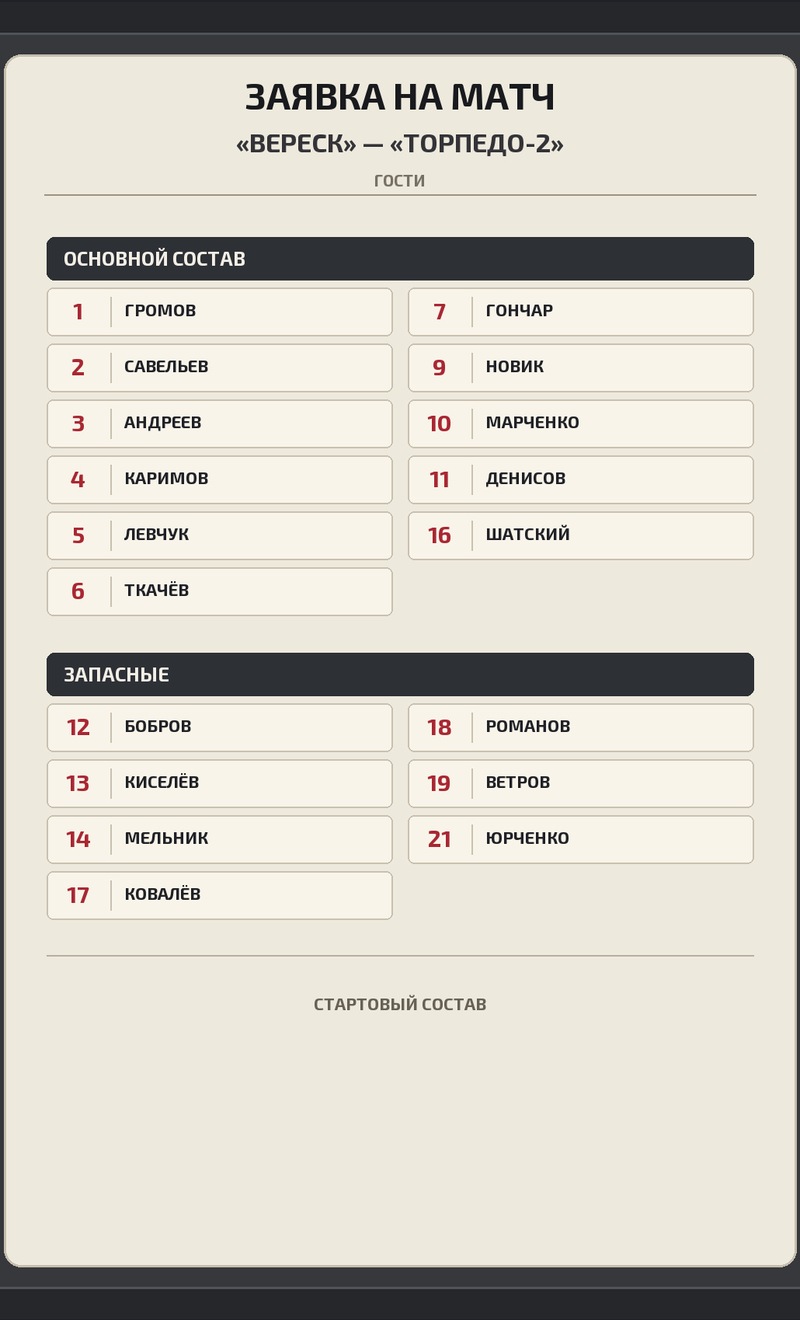 ЗАЯВКА НА МАТЧ
«ВЕРЕСК» — «ТОРПЕДО-2»
ГОСТИ
ОСНОВНОЙ СОСТАВ
1 ГРОМОВ
2 САВЕЛЬЕВ
3 АНДРЕЕВ
4 КАРИМОВ
5 ЛЕВЧУК
6 ТКАЧЁВ
7 ГОНЧАР
9 НОВИК
10 МАРЧЕНКО
11 ДЕНИСОВ
16 ШАТСКИЙ
ЗАПАСНЫЕ
12 БОБРОВ
13 КИСЕЛЁВ
14 МЕЛЬНИК
17 КОВАЛЁВ
18 РОМАНОВ
19 ВЕТРОВ
21 ЮРЧЕНКО
СТАРТОВЫЙ СОСТАВ